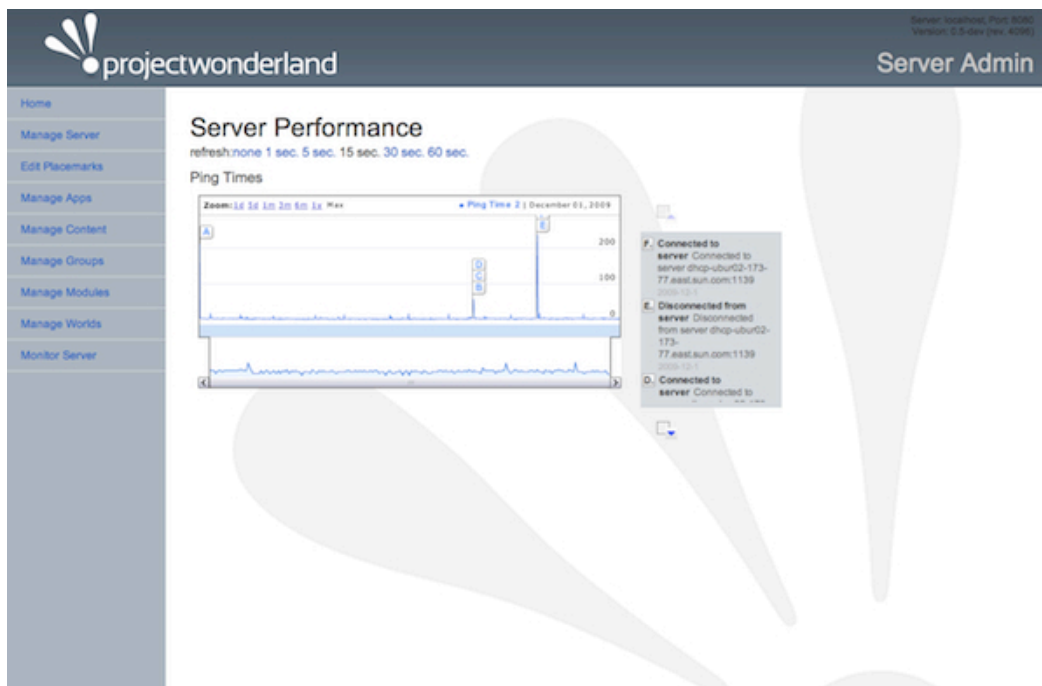 Server: localhost, Port: 8080
Version: 0.5-dev (rev. 4096)
projectwonderland
Server Admin
Home
Manage Server
Edit Placemarks
Manage Apps
Manage Content
Manage Groups
Manage Modules
Manage Worlds
Monitor Server
Server Performance
refresh:none 1 sec. 5 sec. 15 sec. 30 sec. 60 sec.
Ping Times
Zoom: 1d 5d 1m 3m 6m 1y Max
Ping Time 2 | December 01, 2009
A
E
D
C
B
200
100
0
F. Connected to
server Connected to
server dhcp-ubur02-173-
77.east.sun.com:1139
2009-12-1
E. Disconnected from
server Disconnected
from server dhcp-ubur02-
173-
77.east.sun.com:1139
2009-12-1
D. Connected to
server Connected to